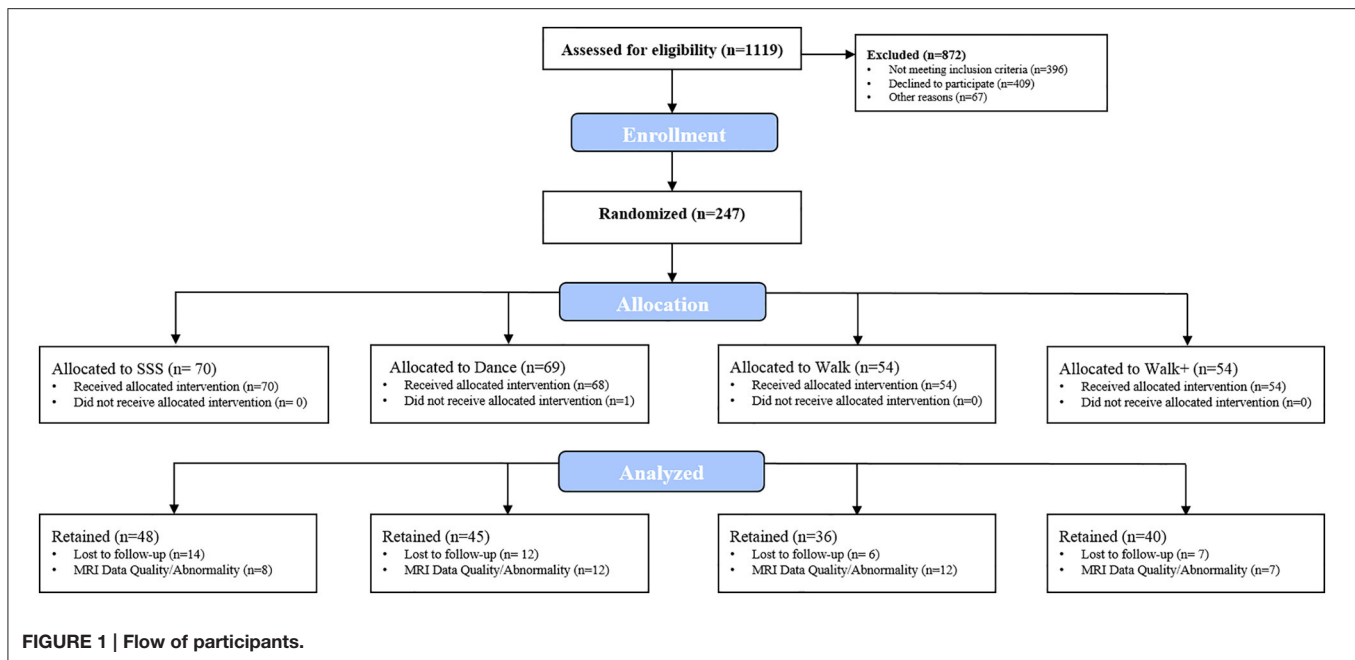 Assessed for eligibility (n=1119)
Excluded (n=872)
• Not meeting inclusion criteria (n=396)
• Declined to participate (n=409)
• Other reasons (n=67)
Enrollment
Randomized (n=247)
Allocation
Allocated to SSS (n= 70)
• Received allocated intervention (n=70)
• Did not receive allocated intervention (n= 0)
Allocated to Dance (n=69)
• Received allocated intervention (n=68)
• Did not receive allocated intervention (n=1)
Allocated to Walk (n=54)
• Received allocated intervention (n=54)
• Did not receive allocated intervention (n=0)
Allocated to Walk+ (n=54)
• Received allocated intervention (n=54)
• Did not receive allocated intervention (n=0)
Analyzed
Retained (n=48)
• Lost to follow-up (n=14)
• MRI Data Quality/Abnormality (n=8)
Retained (n=45)
• Lost to follow-up (n= 12)
• MRI Data Quality/Abnormality (n=12)
Retained (n=36)
• Lost to follow-up (n= 6)
• MRI Data Quality/Abnormality (n=12)
Retained (n=40)
• Lost to follow-up (n= 7)
• MRI Data Quality/Abnormality (n=7)
FIGURE 1 | Flow of participants.